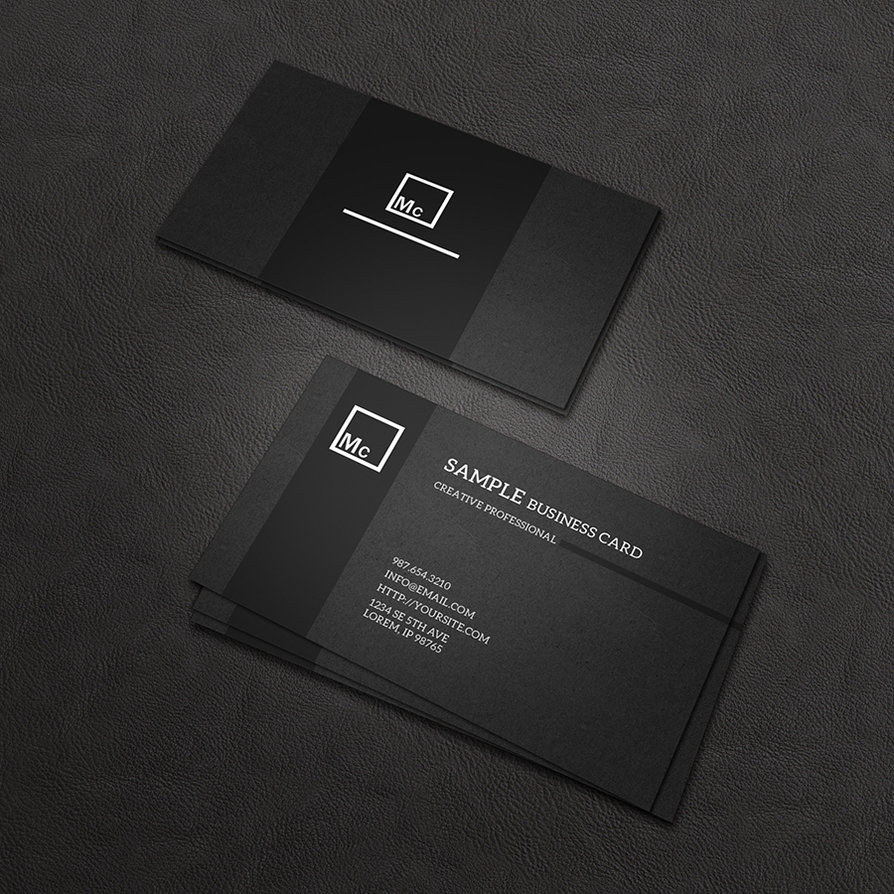 Mc
Mc
SAMPLE BUSINESS CARD
CREATIVE PROFESSIONAL
987.654.3210
INFO@EMAIL.COM
HTTP://YOURSITE.COM
1234 SE 5TH AVE
LOREM, IP 98765